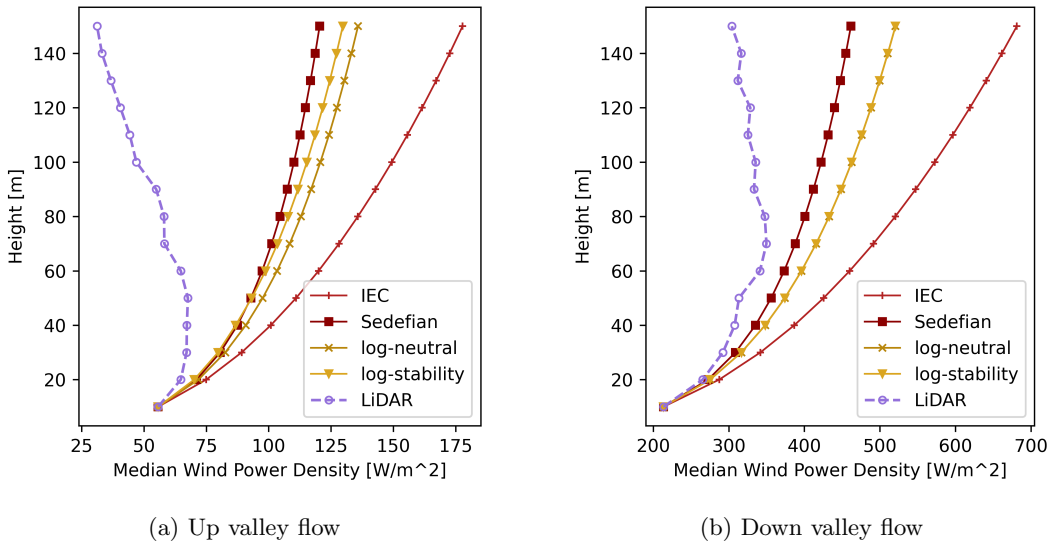 140
120
100
80
60
40
20
Height [m]
25 50 75 100 125 150 175
Median Wind Power Density [W/m^2]
IEC
Sedefian
log-neutral
log-stability
LiDAR
(a) Up valley flow
140
120
100
80
60
40
20
Height [m]
200 300 400 500 600 700
Median Wind Power Density [W/m^2]
IEC
Sedefian
log-neutral
log-stability
LiDAR
(b) Down valley flow